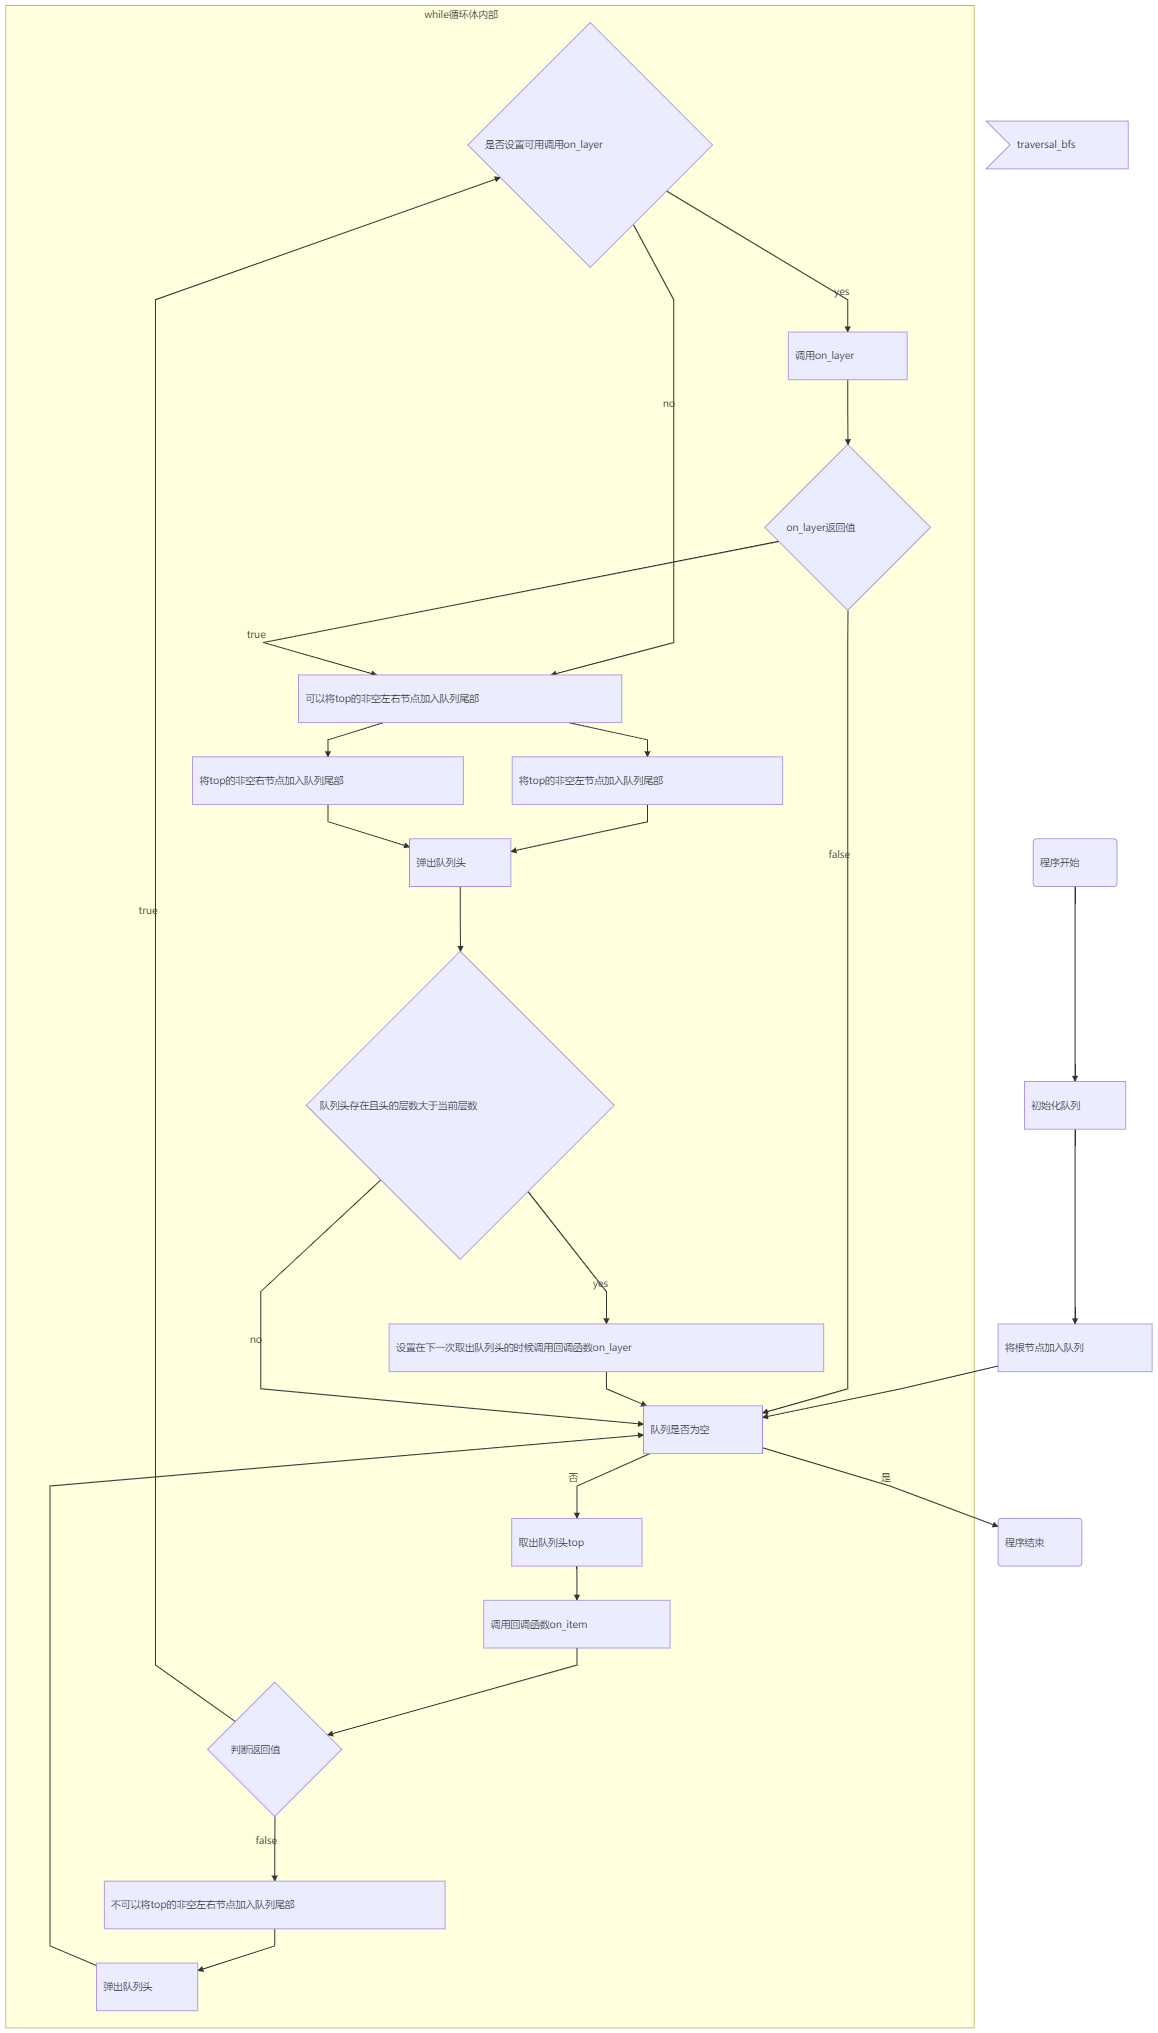 while循环体内部
是否设置可用调用on_layer
traversal_bfs
yes
调用on_layer
no
on_layer返回值
true
可以将top的非空左右节点加入队列尾部
将top的非空右节点加入队列尾部
将top的非空左节点加入队列尾部
false
弹出队列头
程序开始
true
队列头存在且头的层数大于当前层数
初始化队列
yes
no
设置在下一次取出队列头的时候调用回调函数on_layer
将根节点加入队列
队列是否为空
否
是
取出队列头top
程序结束
调用回调函数on_item
判断返回值
false
不可以将top的非空左右节点加入队列尾部
弹出队列头